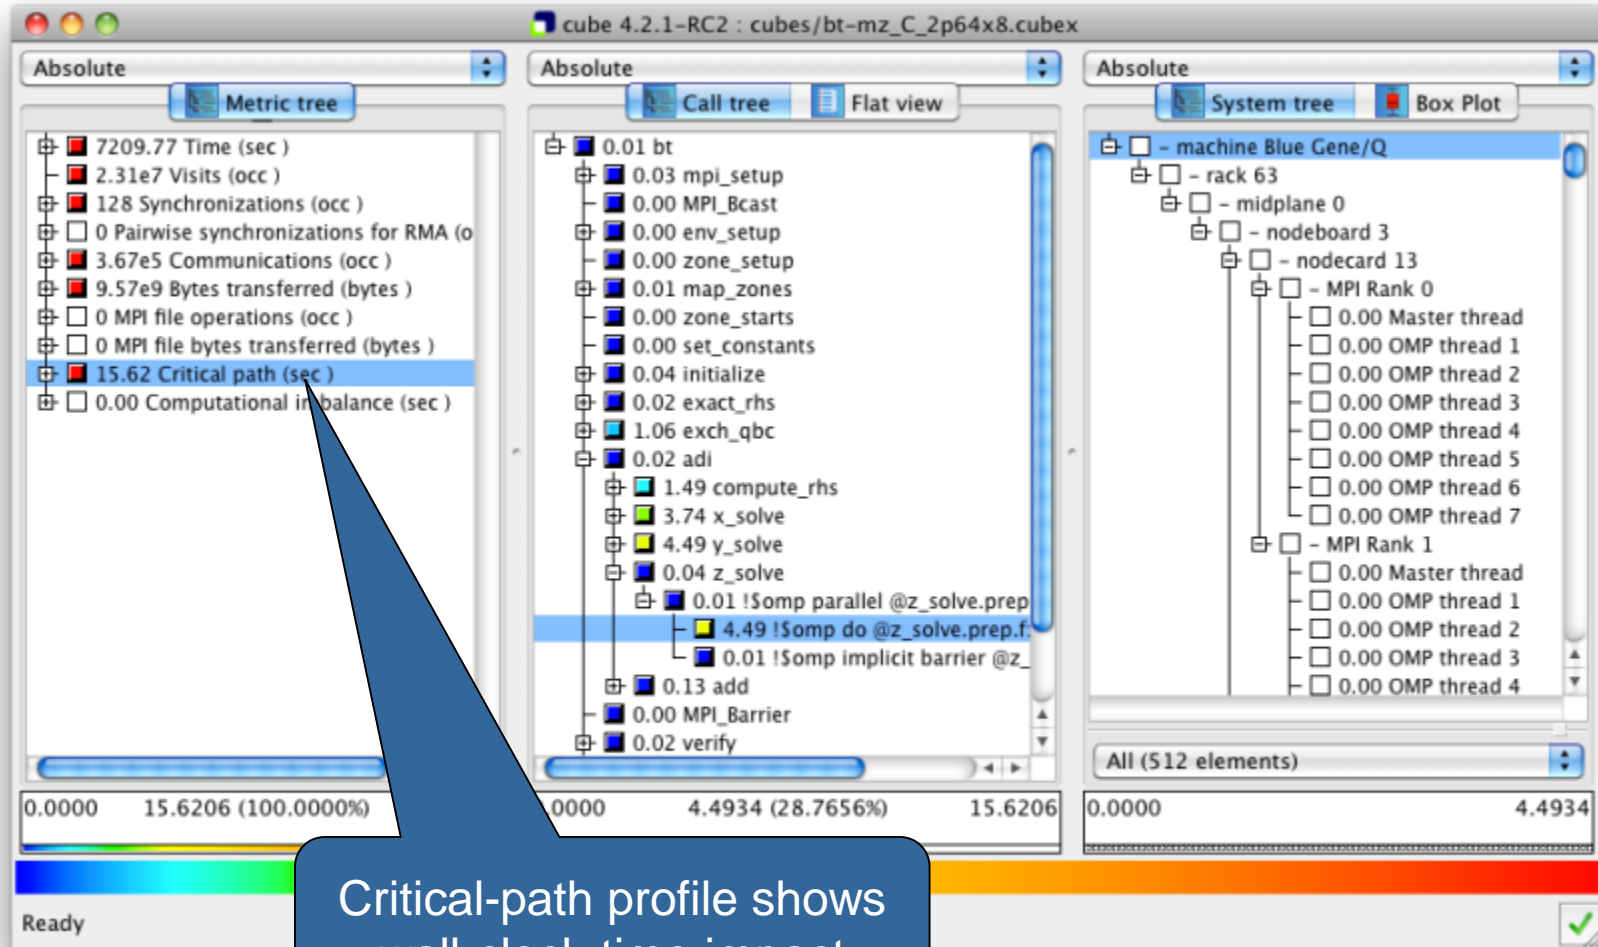 cube 4.2.1-RC2 : cubes/bt-mz_C_2p64x8.cubex
Absolute
Metric tree
7209.77 Time (sec )
2.31e7 Visits (occ )
128 Synchronizations (occ )
0 Pairwise synchronizations for RMA (o
3.67e5 Communications (occ )
9.57e9 Bytes transferred (bytes )
0 MPI file operations (occ )
0 MPI file bytes transferred (bytes )
15.62 Critical path (sec )
0.00 Computational imbalance (sec )
0.0000 15.6206 (100.0000%)
Absolute
Call tree Flat view
0.01 bt
0.03 mpi_setup
0.00 MPI_Bcast
0.00 env_setup
0.00 zone_setup
0.01 map_zones
0.00 zone_starts
0.00 set_constants
0.04 initialize
0.02 exact_rhs
1.06 exch_qbc
0.02 adi
1.49 compute_rhs
3.74 x_solve
4.49 y_solve
0.04 z_solve
0.01 !$omp parallel @z_solve.prep
4.49 !$omp do @z_solve.prep.f:
0.01 !$omp implicit barrier @z_
0.13 add
0.00 MPI_Barrier
0.02 verify
.0000 4.4934 (28.7656%) 15.6206
Absolute
System tree Box Plot
- machine Blue Gene/Q
- rack 63
- midplane 0
- nodeboard 3
- nodecard 13
- MPI Rank 0
0.00 Master thread
0.00 OMP thread 1
0.00 OMP thread 2
0.00 OMP thread 3
0.00 OMP thread 4
0.00 OMP thread 5
0.00 OMP thread 6
0.00 OMP thread 7
- MPI Rank 1
0.00 Master thread
0.00 OMP thread 1
0.00 OMP thread 2
0.00 OMP thread 3
0.00 OMP thread 4
All (512 elements)
0.0000 4.4934
Critical-path profile shows
wall-clock time impact
Ready